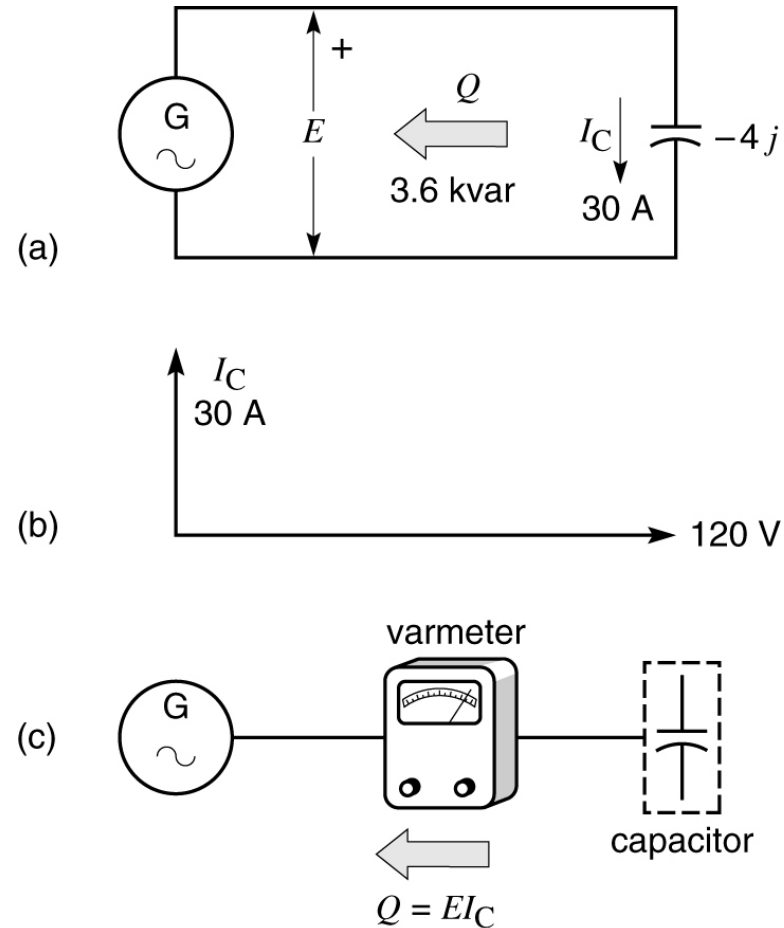 G
E
+
Q
3.6 kvar
I_C
30 A
−4 j
(a)
I_C
30 A
(b)
120 V
varmeter
G
(c)
capacitor
Q = EI_C